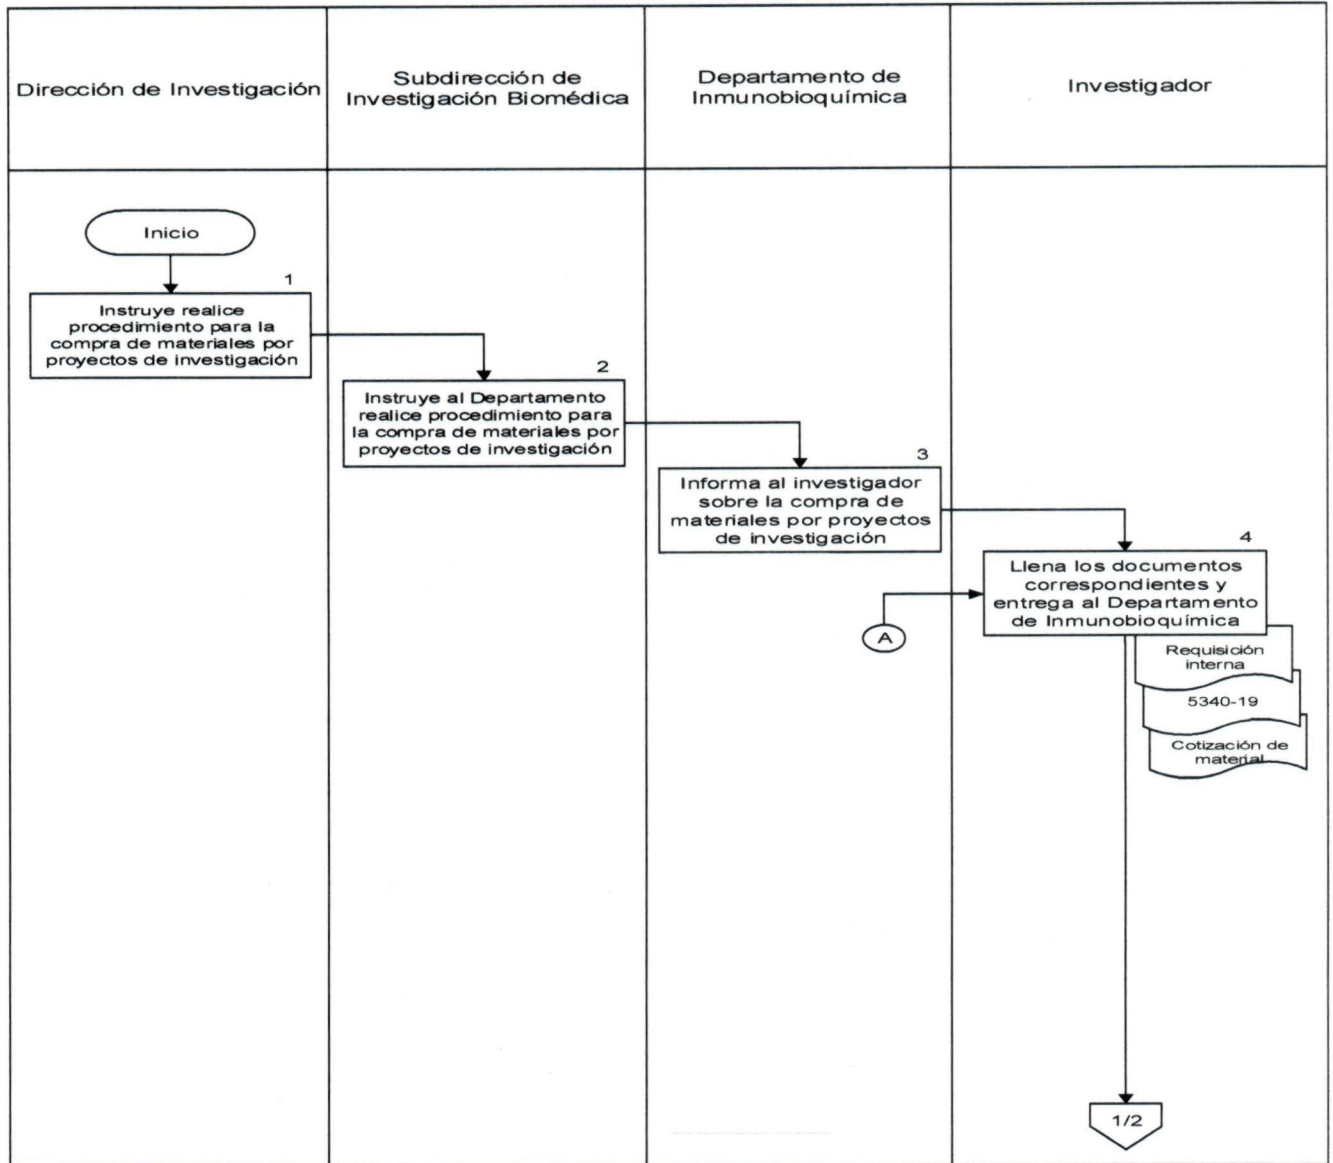 Dirección de Investigación
Subdirección de
Investigación Biomédica
Departamento de
Inmunobioquímica
Investigador
Inicio
1
Instruye realice
procedimiento para la
compra de materiales por
proyectos de investigación
2
Instruye al Departamento
realice procedimiento para
la compra de materiales por
proyectos de investigación
3
Informa al investigador
sobre la compra de
materiales por proyectos
de investigación
4
Llena los documentos
correspondientes y
entrega al Departamento
de Inmunobioquímica
A
Requisición
interna
5340-19
Cotización de
material
1/2